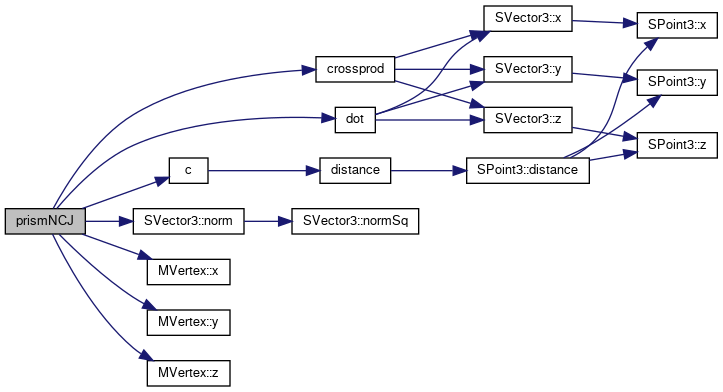 prismNCJ
crossprod
dot
c
SVector3::norm
MVertex::x
MVertex::y
MVertex::z
distance
SVector3::normSq
SVector3::x
SVector3::y
SVector3::z
SPoint3::distance
SPoint3::x
SPoint3::y
SPoint3::z